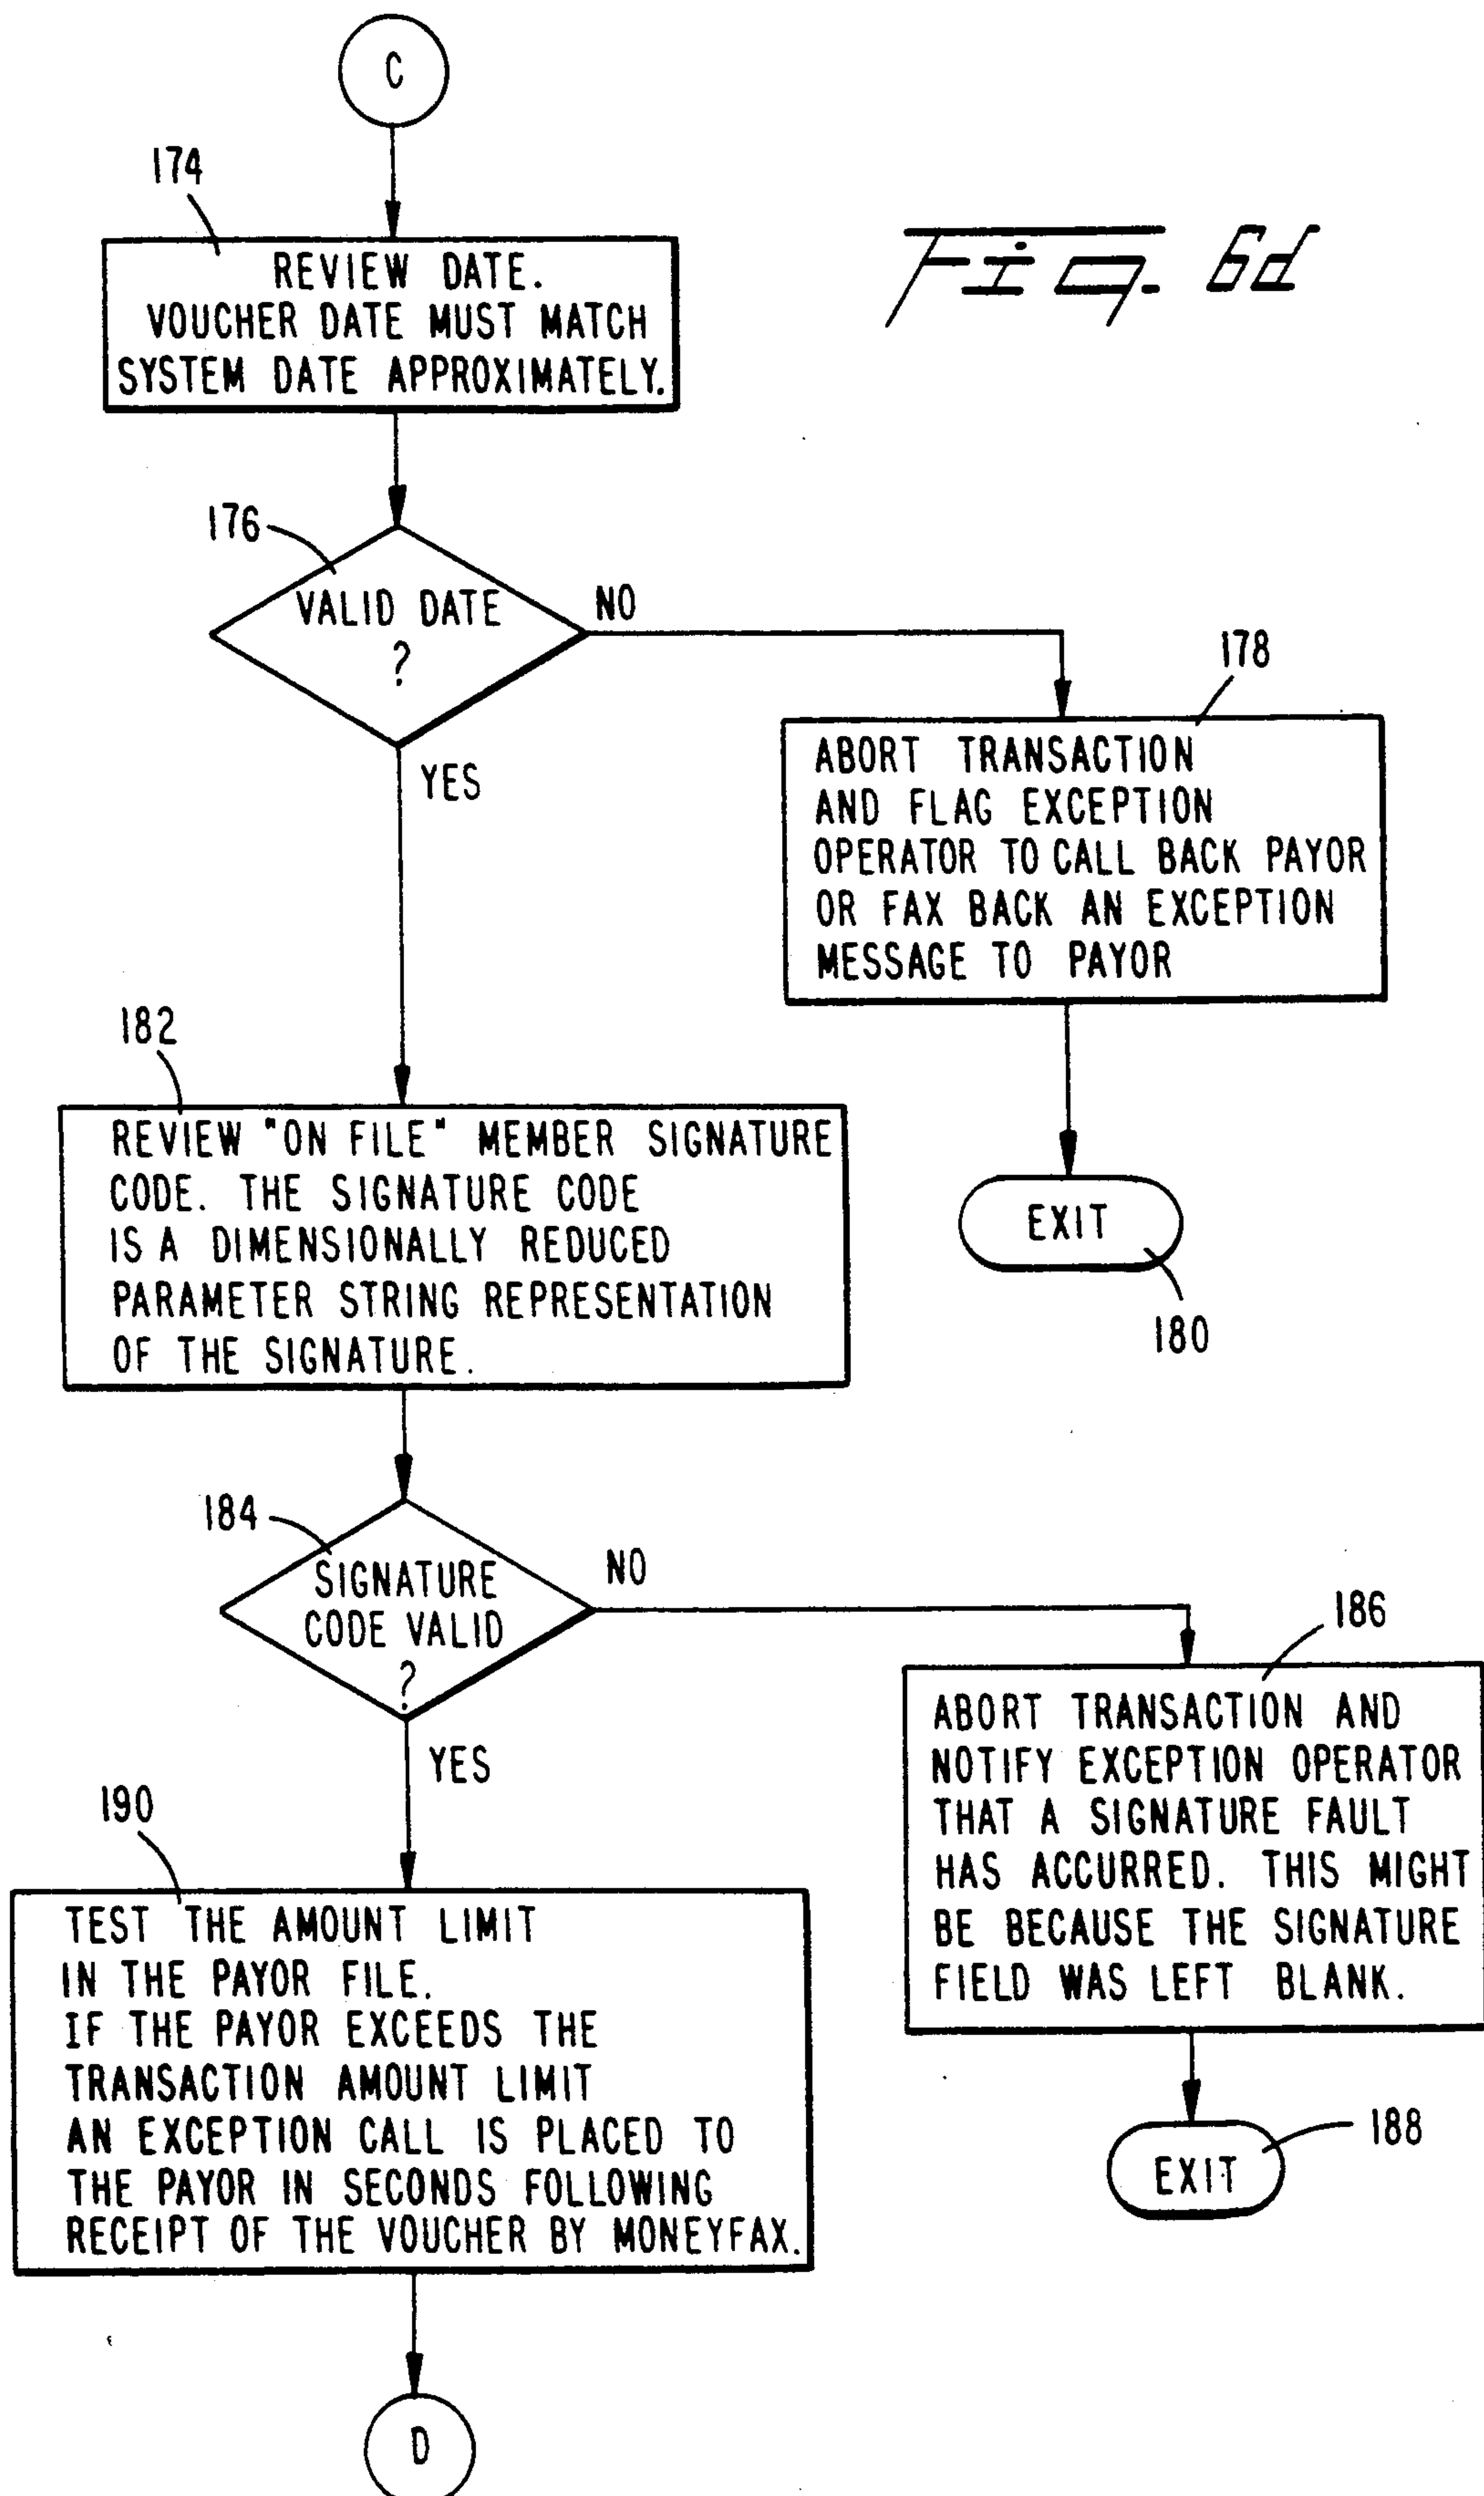 C
174
Fig. 6d
REVIEW DATE.
VOUCHER DATE MUST MATCH
SYSTEM DATE APPROXIMATELY.
176
VALID DATE
?
NO
YES
178
ABORT TRANSACTION
AND FLAG EXCEPTION
OPERATOR TO CALL BACK PAYOR
OR FAX BACK AN EXCEPTION
MESSAGE TO PAYOR
EXIT
180
182
REVIEW "ON FILE" MEMBER SIGNATURE
CODE. THE SIGNATURE CODE
IS A DIMENSIONALLY REDUCED
PARAMETER STRING REPRESENTATION
OF THE SIGNATURE.
184
SIGNATURE
CODE VALID
?
NO
YES
186
ABORT TRANSACTION AND
NOTIFY EXCEPTION OPERATOR
THAT A SIGNATURE FAULT
HAS ACCURRED. THIS MIGHT
BE BECAUSE THE SIGNATURE
FIELD WAS LEFT BLANK.
EXIT
188
190
TEST THE AMOUNT LIMIT
IN THE PAYOR FILE.
IF THE PAYOR EXCEEDS THE
TRANSACTION AMOUNT LIMIT
AN EXCEPTION CALL IS PLACED TO
THE PAYOR IN SECONDS FOLLOWING
RECEIPT OF THE VOUCHER BY MONEYFAX.
D